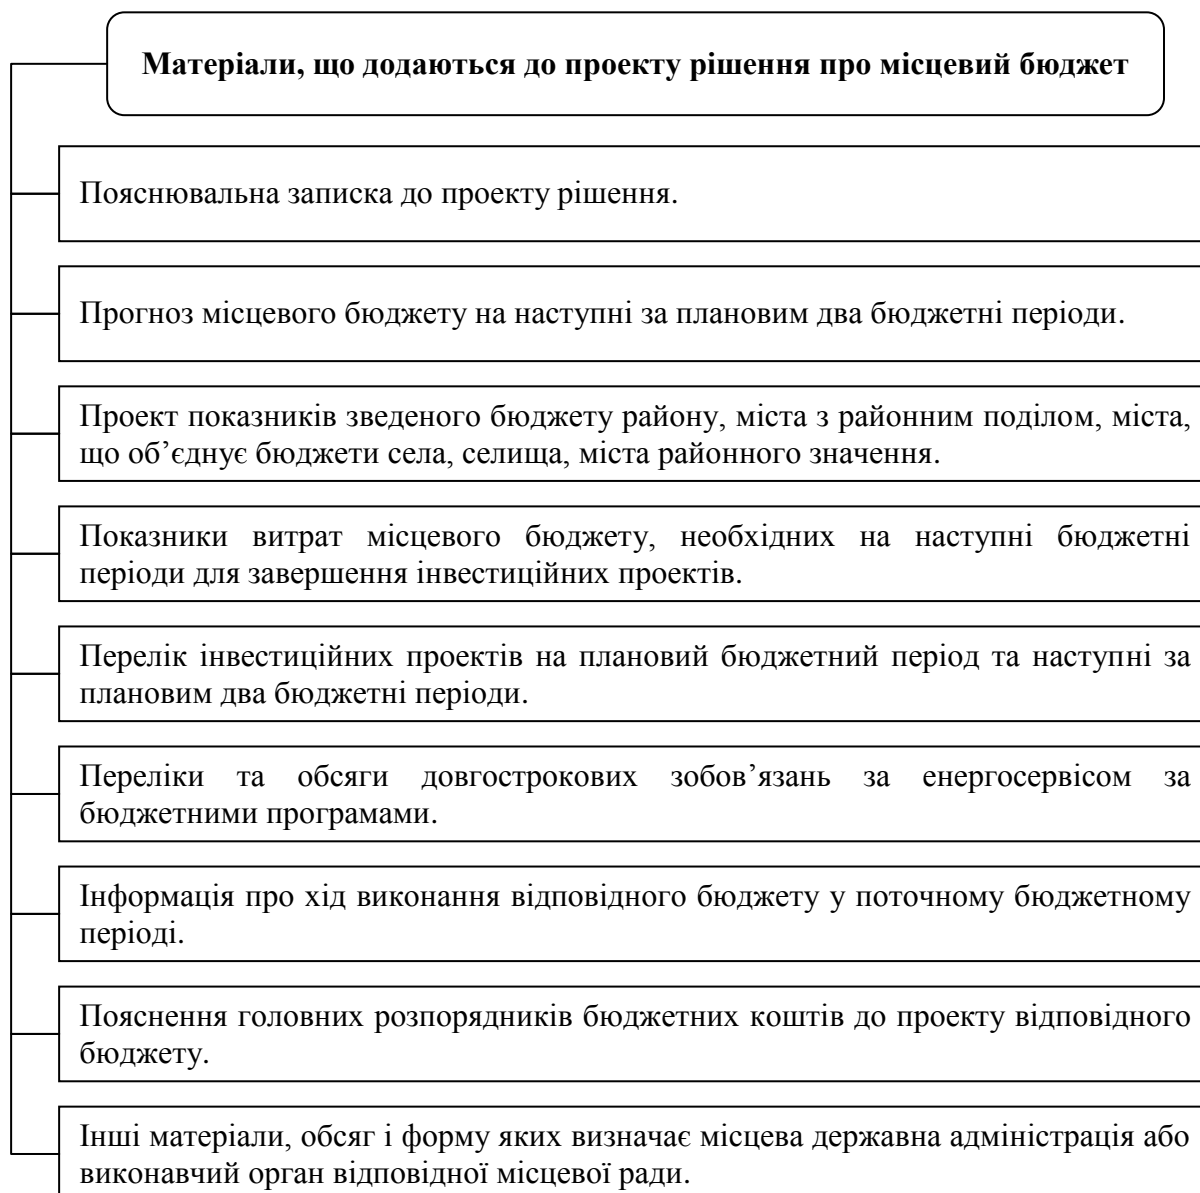 Матеріали, що додаються до проекту рішення про місцевий бюджет
Пояснювальна записка до проекту рішення.
Прогноз місцевого бюджету на наступні за плановим два бюджетні періоди.
Проект показників зведеного бюджету району, міста з районним поділом, міста,
що об’єднує бюджети села, селища, міста районного значення.
Показники витрат місцевого бюджету, необхідних на наступні бюджетні
періоди для завершення інвестиційних проектів.
Перелік інвестиційних проектів на плановий бюджетний період та наступні за
плановим два бюджетні періоди.
Переліки та обсяги довгострокових зобов’язань за енергосервісом за
бюджетними програмами.
Інформація про хід виконання відповідного бюджету у поточному бюджетному
періоді.
Пояснення головних розпорядників бюджетних коштів до проекту відповідного
бюджету.
Інші матеріали, обсяг і форму яких визначає місцева державна адміністрація або
виконавчий орган відповідної місцевої ради.